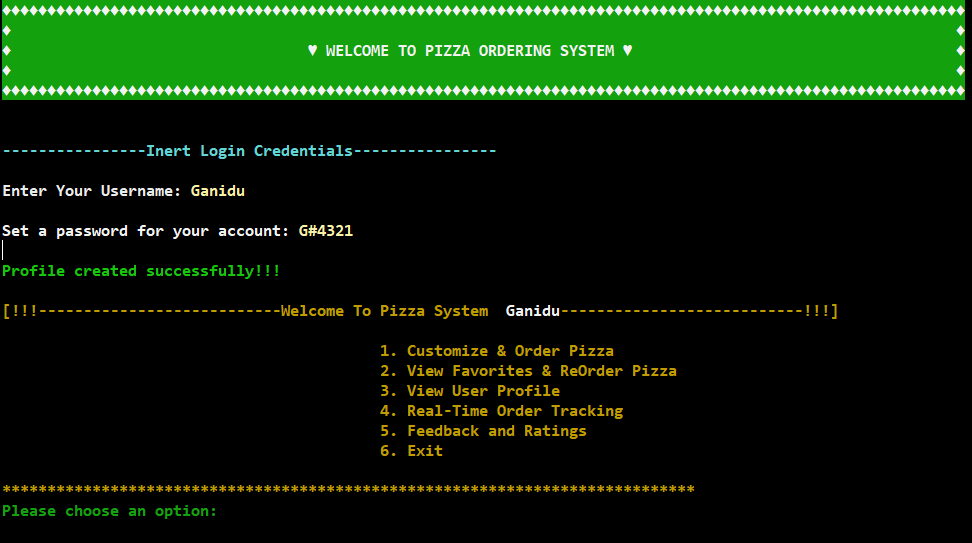 ♦♦♦♦♦♦♦♦♦♦♦♦♦♦♦♦♦♦♦♦♦♦♦♦♦♦♦♦♦♦♦♦♦♦♦♦♦♦♦♦♦♦♦♦♦♦♦♦♦♦♦♦♦♦♦♦♦♦♦♦♦♦♦♦♦♦♦♦♦♦♦♦♦♦♦♦♦♦♦♦♦♦♦♦♦♦♦♦♦♦♦♦♦♦♦♦♦♦♦♦♦♦♦♦♦♦♦
♦ ♦
♦ ♥ WELCOME TO PIZZA ORDERING SYSTEM ♥ ♦
♦ ♦
♦♦♦♦♦♦♦♦♦♦♦♦♦♦♦♦♦♦♦♦♦♦♦♦♦♦♦♦♦♦♦♦♦♦♦♦♦♦♦♦♦♦♦♦♦♦♦♦♦♦♦♦♦♦♦♦♦♦♦♦♦♦♦♦♦♦♦♦♦♦♦♦♦♦♦♦♦♦♦♦♦♦♦♦♦♦♦♦♦♦♦♦♦♦♦♦♦♦♦♦♦♦♦♦♦♦♦
----------------Inert Login Credentials----------------
Enter Your Username: Ganidu
Set a password for your account: G#4321
Profile created successfully!!!
[!!!---------------------------Welcome To Pizza System  Ganidu---------------------------!!!]
1. Customize & Order Pizza
2. View Favorites & ReOrder Pizza
3. View User Profile
4. Real-Time Order Tracking
5. Feedback and Ratings
6. Exit
*****************************************************************************
Please choose an option: